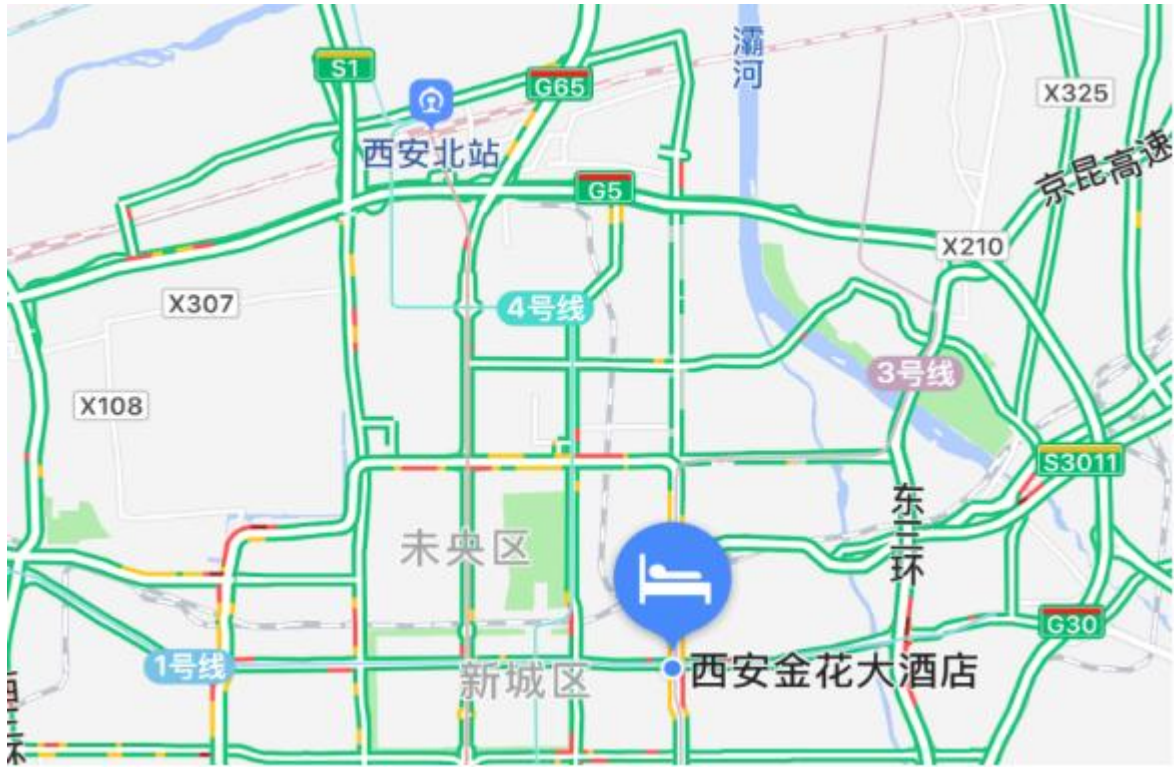 灞河
S1
G65
X325
西安北站
京昆高速
G5
X210
X307
4号线
3号线
X108
S3011
东三环
未央区
G30
1号线
新城区
西安金花大酒店